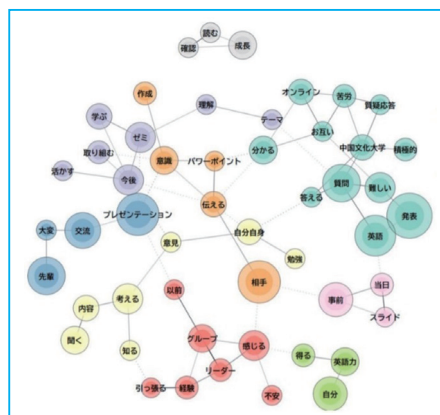 読む
確認
成長
作成
オンライン
苦労
学ぶ
理解
質疑応答
ゼミ
テーマ
お互い
取り組む
意識
パワーポイント
分かる
中国文化大学
積極的
活かす
今後
質問
難しい
答える
伝える
プレゼンテーション
発表
大変
交流
意見
自分自身
英語
勉強
先輩
相手
当日
内容
考える
以前
事前
スライド
聞く
知る
グループ
感じる
得る
英語力
リーダー
引っ張る
経験
不安
自分